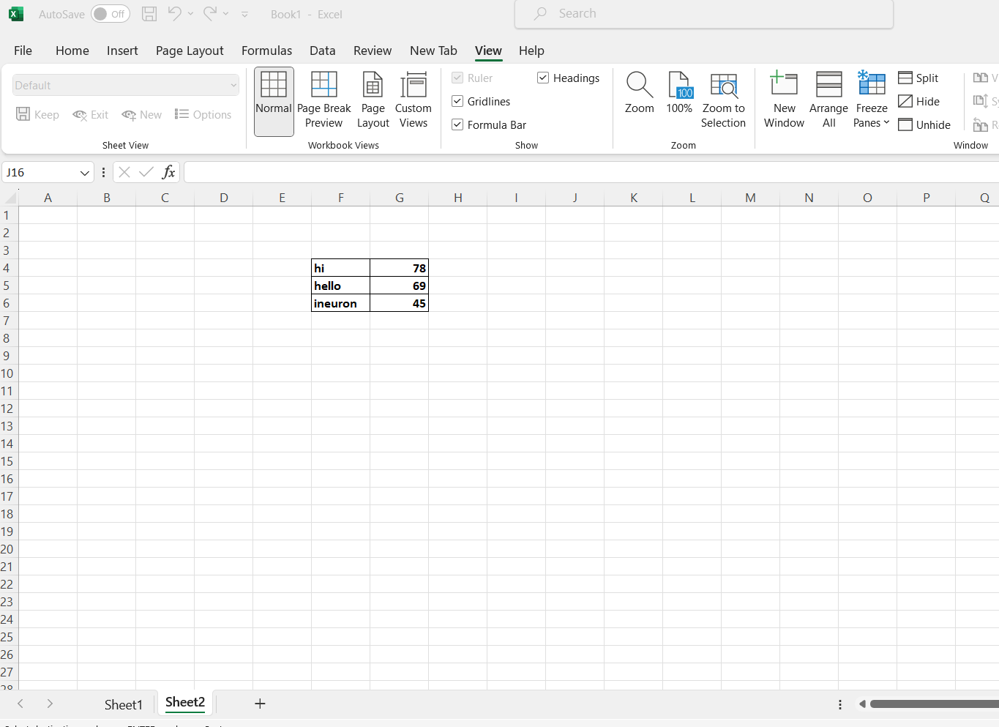 AutoSave Off Book1 - Excel Search
File Home Insert Page Layout Formulas Data Review New Tab View Help
Default
Keep Exit New Options
Sheet View
Normal Page Break Preview Page Layout Custom Views
Workbook Views
Ruler Headings
Gridlines
Formula Bar
Show
Zoom 100% Zoom to Selection
100
Zoom
New Window Arrange All Freeze Panes
Split
Hide
Unhide
Window
J16 fx
A B C D E F G H I J K L M N O P Q
1
2
3
4 hi 78
5 hello 69
6 ineuron 45
7
8
9
10
11
12
13
14
15
16
17
18
19
20
21
22
23
24
25
26
27
28
Sheet1 Sheet2 +